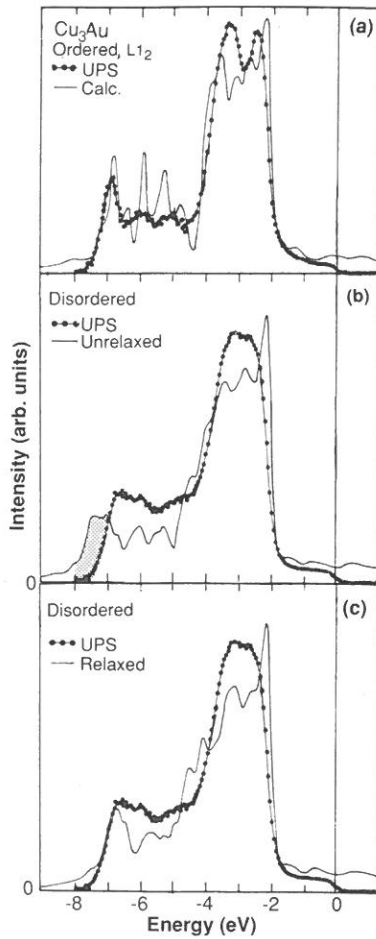 (a)
Cu₃Au
Ordered, L1₂
UPS
Calc.
(b)
Disordered
UPS
Unrelaxed
Intensity (arb. units)
0
(c)
Disordered
UPS
Relaxed
0
-8 -6 -4 -2 0
Energy (eV)